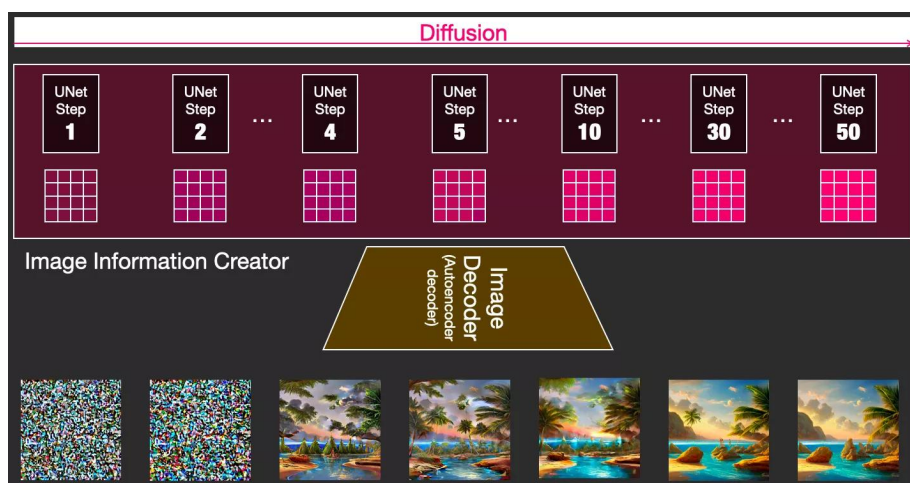 Diffusion
UNet
Step
1
UNet
Step
2
...
UNet
Step
4
UNet
Step
5
...
UNet
Step
10
...
UNet
Step
30
...
UNet
Step
50
Image Information Creator
Image
Decoder
(Autoencoder
decoder)